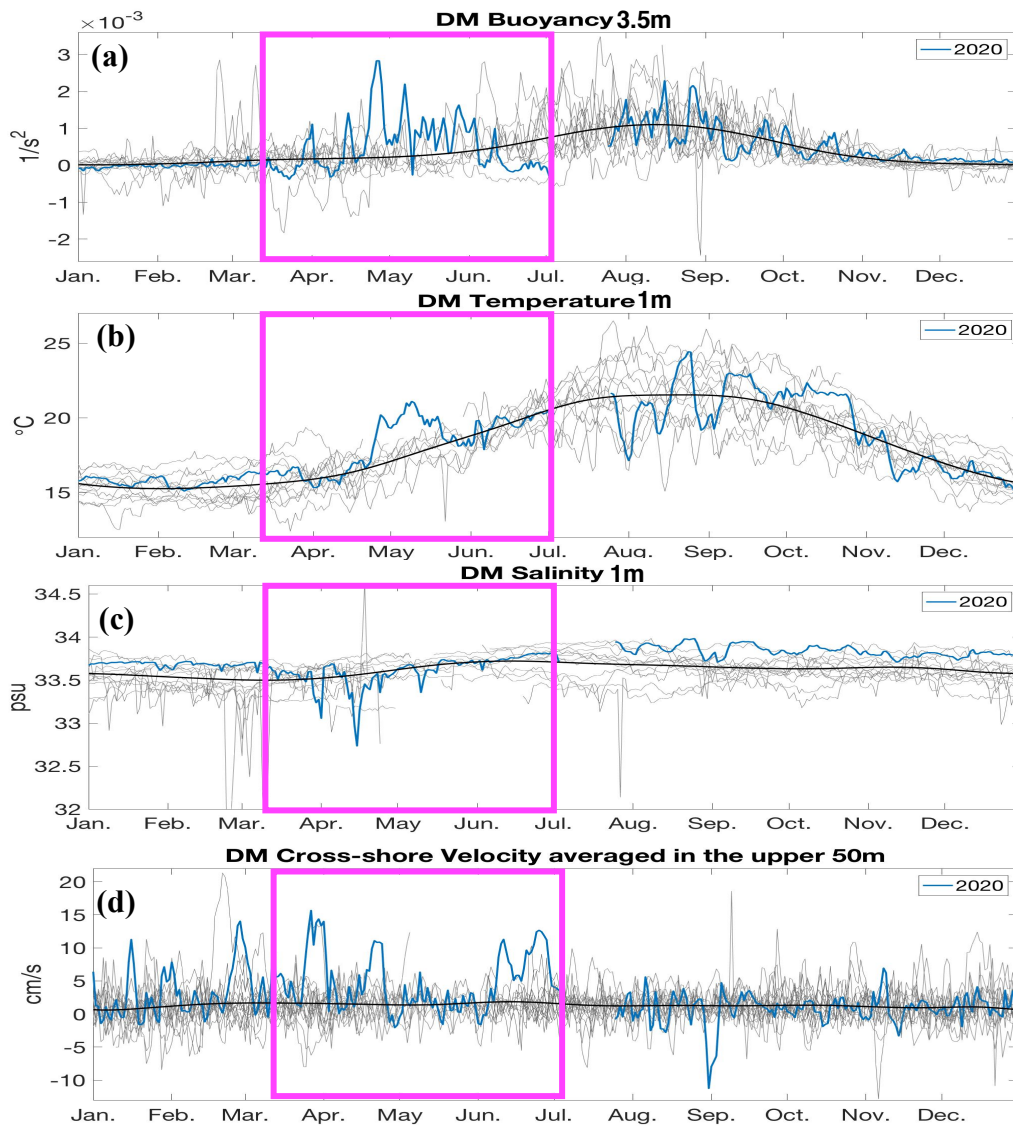 DM Buoyancy 3.5m
×10⁻³
(a)
2020
3
2
1
0
-1
-2
1/s²
Jan. Feb. Mar. Apr. May Jun. Jul. Aug. Sep. Oct. Nov. Dec.
DM Temperature 1m
(b)
2020
25
20
15
°C
Jan. Feb. Mar. Apr. May Jun. Jul. Aug. Sep. Oct. Nov. Dec.
DM Salinity 1m
(c)
2020
34.5
34
33.5
33
32.5
32
psu
Jan. Feb. Mar. Apr. May Jun. Jul. Aug. Sep. Oct. Nov. Dec.
DM Cross-shore Velocity averaged in the upper 50m
(d)
2020
20
15
10
5
0
-5
-10
cm/s
Jan. Feb. Mar. Apr. May Jun. Jul. Aug. Sep. Oct. Nov. Dec.